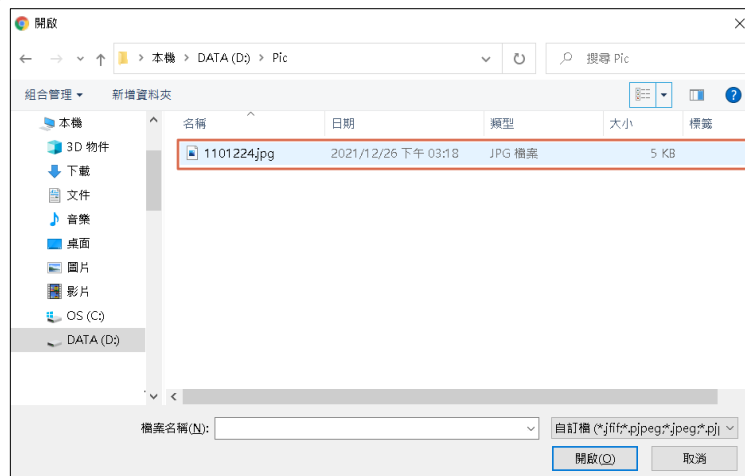 開啟
本機 > DATA (D:) > Pic
搜尋 Pic
組合管理 新增資料夾
本機
3D 物件
下載
文件
音樂
桌面
圖片
影片
OS (C:)
DATA (D:)
名稱 日期 類型 大小 標籤
1101224.jpg 2021/12/26 下午 03:18 JPG 檔案 5 KB
檔案名稱(N):
自訂檔 (*.jfif;*.pjpeg;*.jpeg;*.pj
開啟(O) 取消